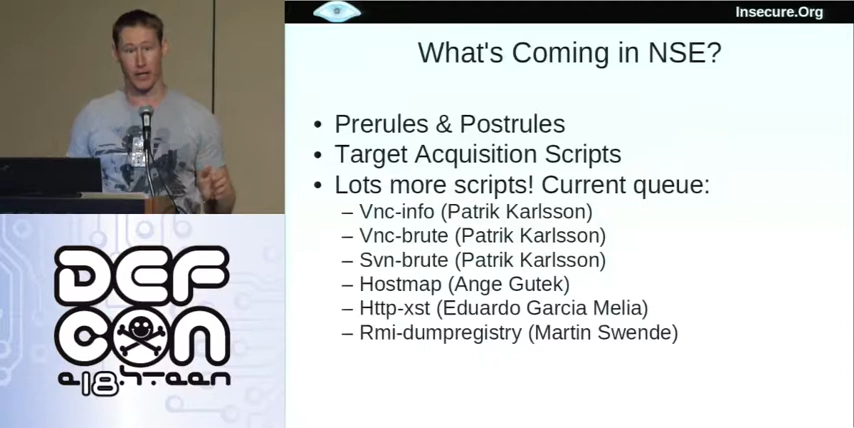 Insecure.Org
What's Coming in NSE?
• Prerules & Postrules
• Target Acquisition Scripts
• Lots more scripts! Current queue:
– Vnc-info (Patrik Karlsson)
– Vnc-brute (Patrik Karlsson)
– Svn-brute (Patrik Karlsson)
– Hostmap (Ange Gutek)
– Http-xst (Eduardo Garcia Melia)
– Rmi-dumpregistry (Martin Swende)
DEF
CON
e18hteen